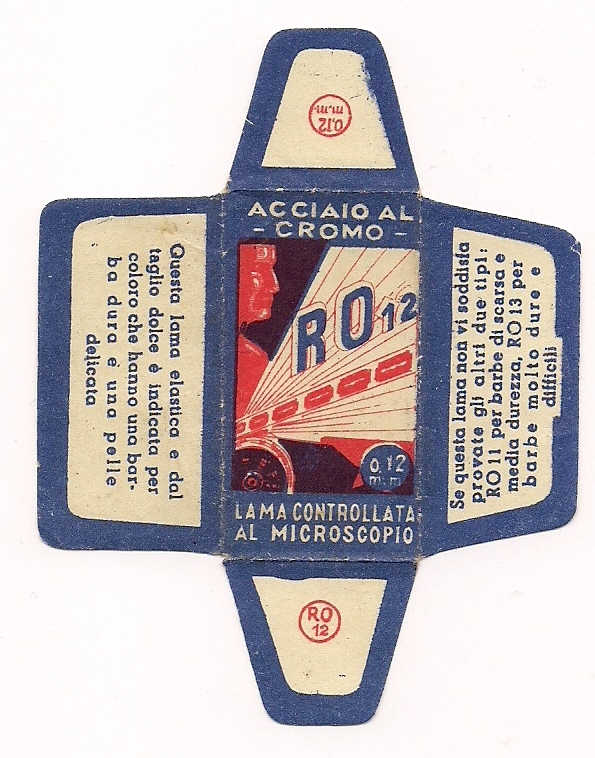 0.12
m.m.
ACCIAIO AL
- CROMO -
RO 12
0,12
m.m
LAMA CONTROLLATA
AL MICROSCOPIO
Questa lama elastica e dal
taglio dolce è indicata per
coloro che hanno una bar-
ba dura e una pelle
delicata
Se questa lama non vi soddisfa
provate gli altri due tipi:
RO 11 per barbe di scarsa e
media durezza, RO 13 per
barbe molto dure e
difficili
RO
12